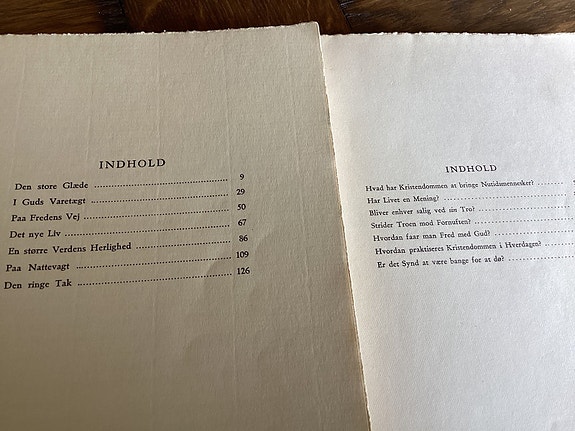 INDHOLD
Den store Glæde 9
I Guds Varetægt 29
Paa Fredens Vej 50
Det nye Liv 67
En større Verdens Herlighed 86
Paa Nattevagt 109
Den ringe Tak 126
INDHOLD
Hvad har Kristendommen at bringe Nutidsmennesker?
Har Livet en Mening?
Bliver enhver salig ved sin Tro?
Strider Troen mod Fornuften?
Hvordan faar man Fred med Gud?
Hvordan praktiseres Kristendommen i Hverdagen?
Er det Synd at være bange for at dø?